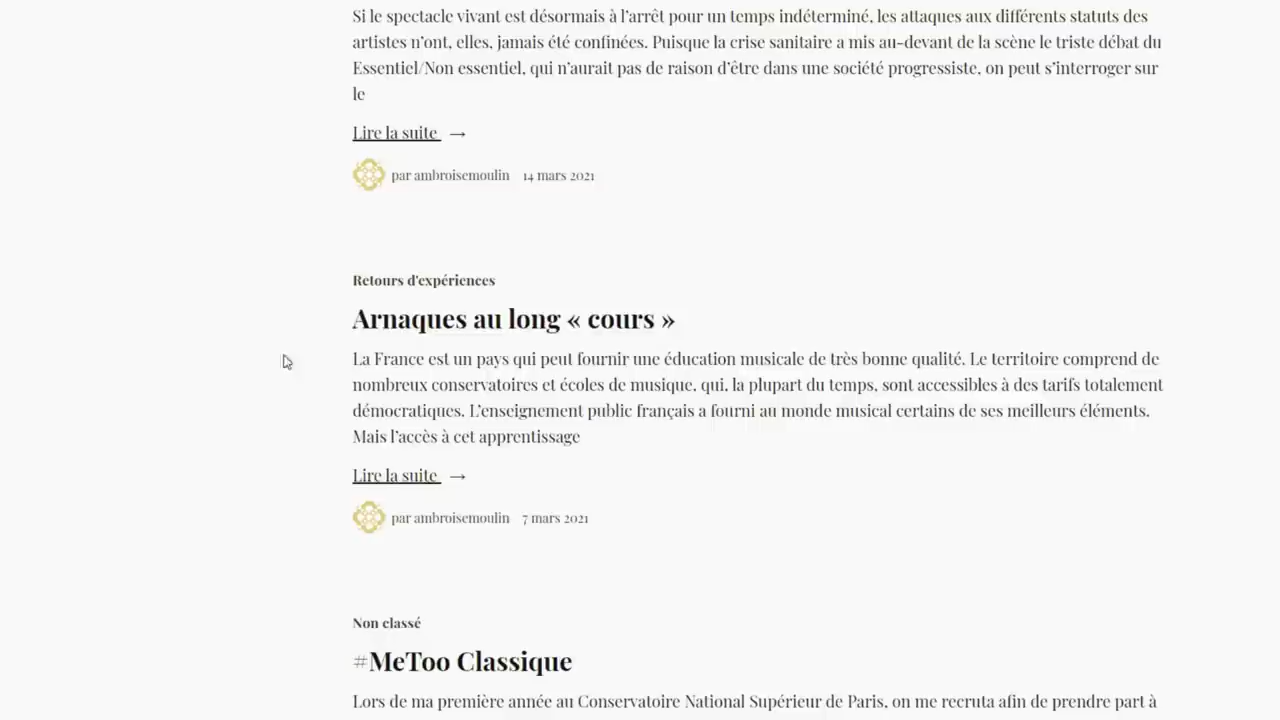 Si le spectacle vivant est désormais à l'arrêt pour un temps indéterminé, les attaques aux différents statuts des
artistes n'ont, elles, jamais été confinées. Puisque la crise sanitaire a mis au-devant de la scène le triste débat du
Essentiel/Non essentiel, qui n'aurait pas de raison d'être dans une société progressiste, on peut s'interroger sur
le
Lire la suite →
par ambroisemoulin 14 mars 2021
Retours d'expériences
Arnaques au long « cours »
La France est un pays qui peut fournir une éducation musicale de très bonne qualité. Le territoire comprend de
nombreux conservatoires et écoles de musique, qui, la plupart du temps, sont accessibles à des tarifs totalement
démocratiques. L'enseignement public français a fourni au monde musical certains de ses meilleurs éléments.
Mais l'accès à cet apprentissage
Lire la suite →
par ambroisemoulin 7 mars 2021
Non classé
#MeToo Classique
Lors de ma première année au Conservatoire National Supérieur de Paris, on me recruta afin de prendre part à